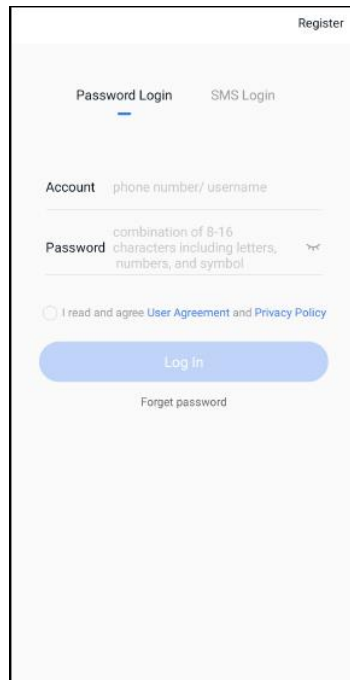 Register
Password Login SMS Login
Account phone number/ username
Password combination of 8-16
characters including letters,
numbers, and symbol
I read and agree User Agreement and Privacy Policy
Log In
Forget password